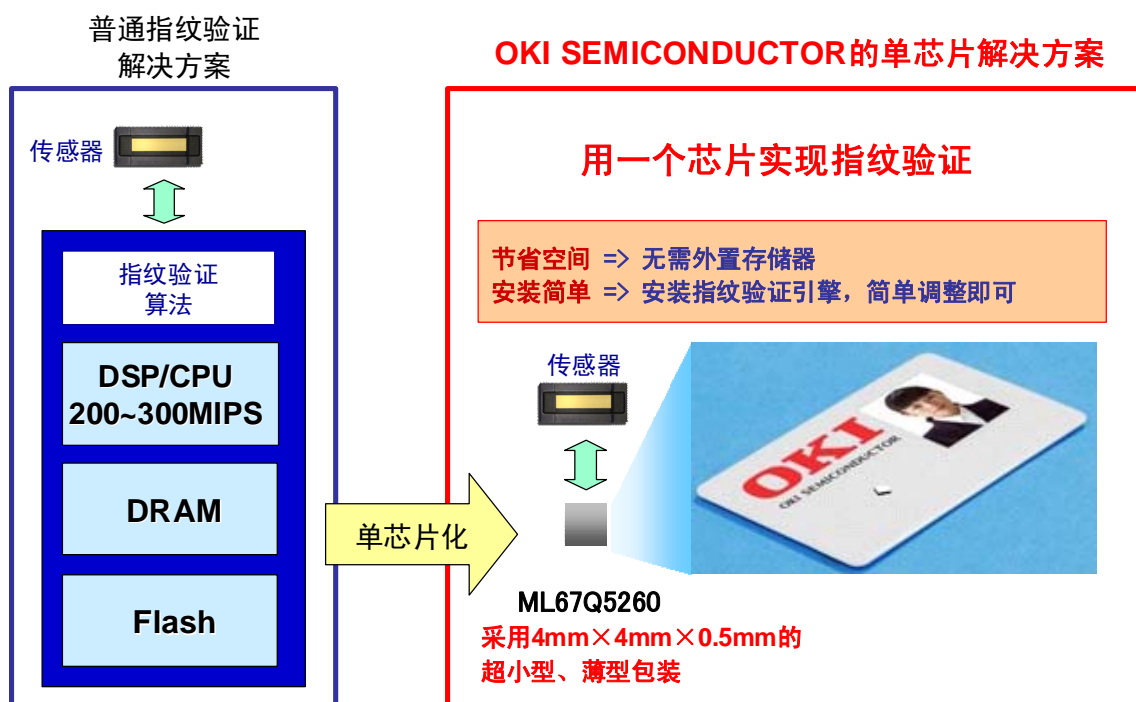 普通指纹验证
解决方案
传感器
指纹验证
算法
DSP/CPU
200~300MIPS
DRAM
Flash
单芯片化
OKI SEMICONDUCTOR的单芯片解决方案
用一个芯片实现指纹验证
节省空间 => 无需外置存储器
安装简单 => 安装指纹验证引擎，简单调整即可
传感器
OKI
OKI SEMICONDUCTOR
ML67Q5260
采用4mm×4mm×0.5mm的
超小型、薄型包装